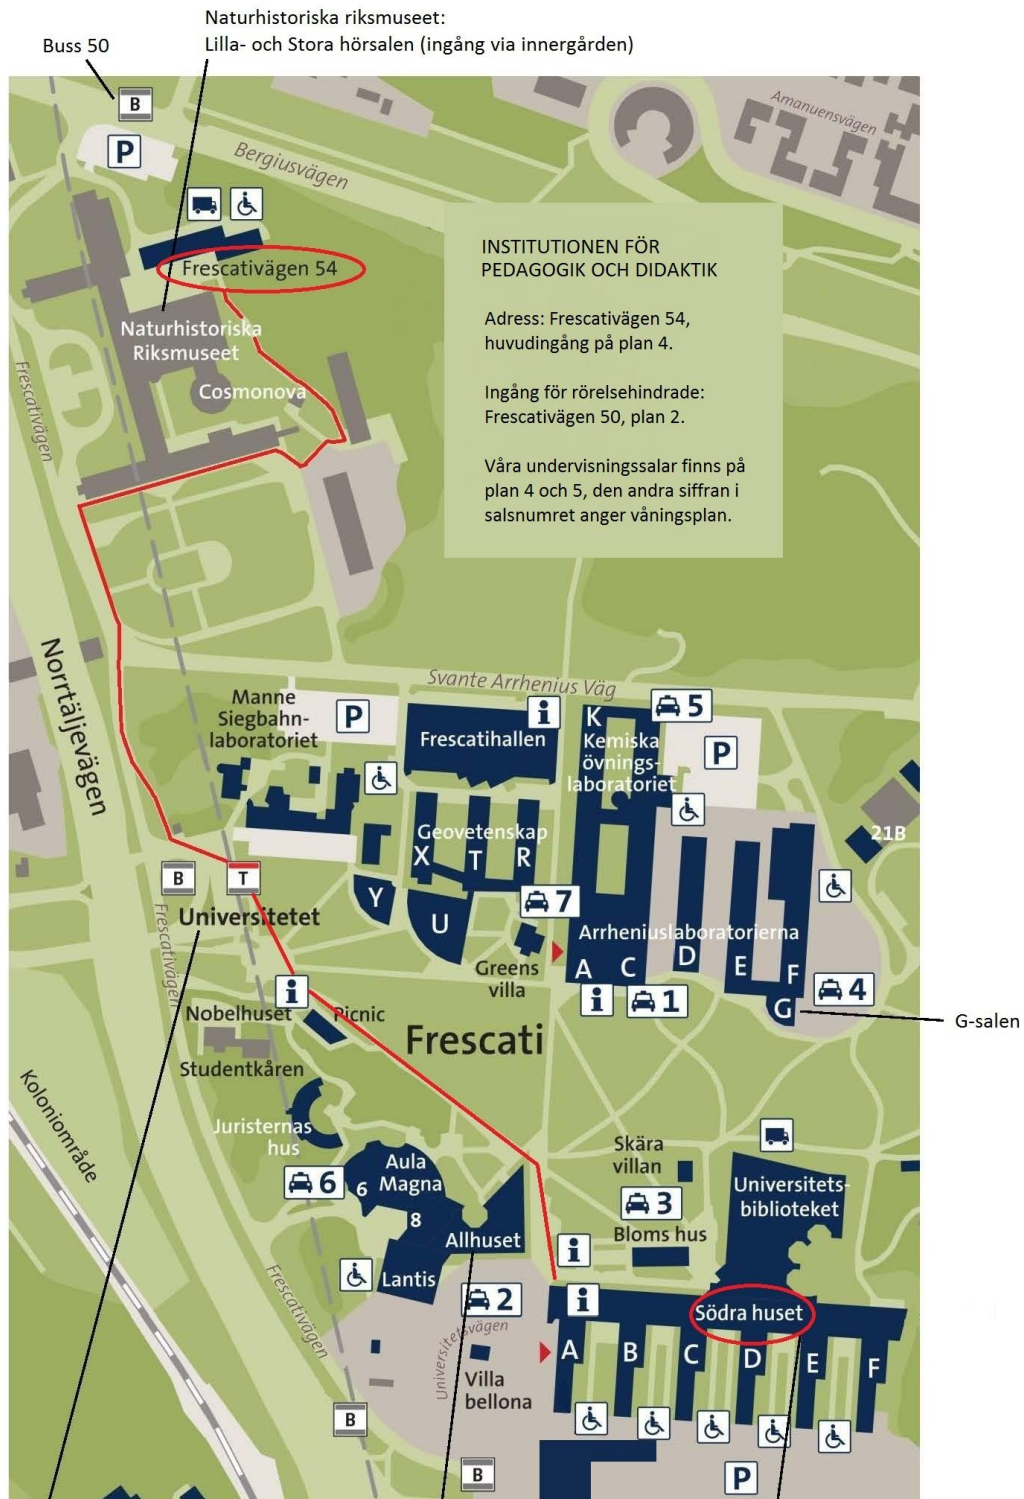 Naturhistoriska riksmuseet:
Lilla- och Stora hörsalen (ingång via innergården)
Buss 50
B
P
Bergiusvägen
Amanuensvägen
INSTITUTIONEN FÖR
PEDAGOGIK OCH DIDAKTIK
Adress: Frescativägen 54,
huvudingång på plan 4.
Ingång för rörelsehindrade:
Frescativägen 50, plan 2.
Våra undervisningssalar finns på
plan 4 och 5, den andra siffran i
salsnumret anger våningsplan.
Frescativägen 54
Naturhistoriska
Riksmuseet
Cosmonova
Frescativägen
Norrtäljevägen
Svante Arrhenius Väg
Manne
Siegbahn-
laboratoriet
P
i
Frescatihallen
K
5
Kemiska
övnings-
laboratoriet
P
Geovetenskap
X
T
R
21B
B
T
Universitetet
Y
U
7
Greens
villa
Arrheniuslaboratorierna
A
C
D
E
F
G
i
1
4
G-salen
Frescativägen
i
Nobelhuset
Picnic
Frescati
Studentkåren
Koloniområde
Juristernas
hus
6
6
Aula
Magna
8
Allhuset
Lantis
Skära
villan
3
Bloms hus
Universitets-
biblioteket
i
i
2
Södra huset
Universitetsvägen
Villa
bellona
A
B
C
D
E
F
Frescativägen
B
B
P